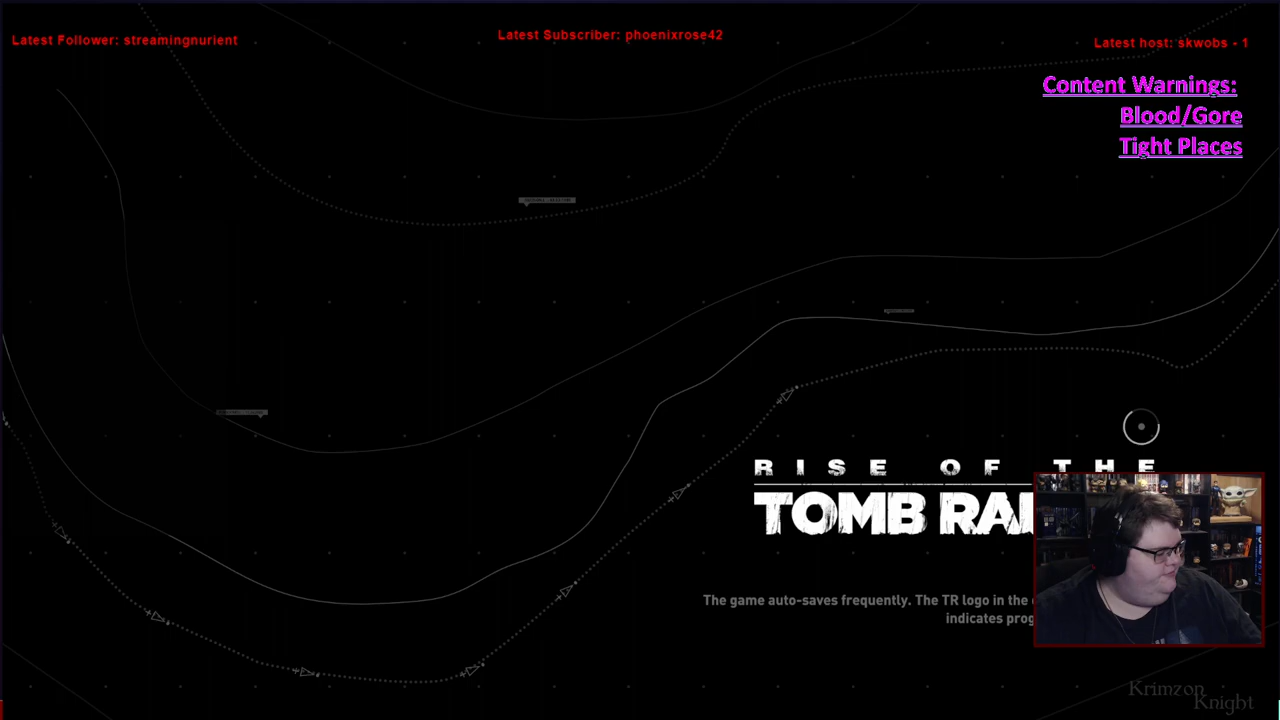 Latest Follower: streamingnurient
Latest Subscriber: phoenixrose42
Latest host: skwobs - 1
Content Warnings:
Blood/Gore
Tight Places
RISE OF THE
TOMB RAI
The game auto-saves frequently. The TR logo in the
indicates prog
Krimzon
Knight